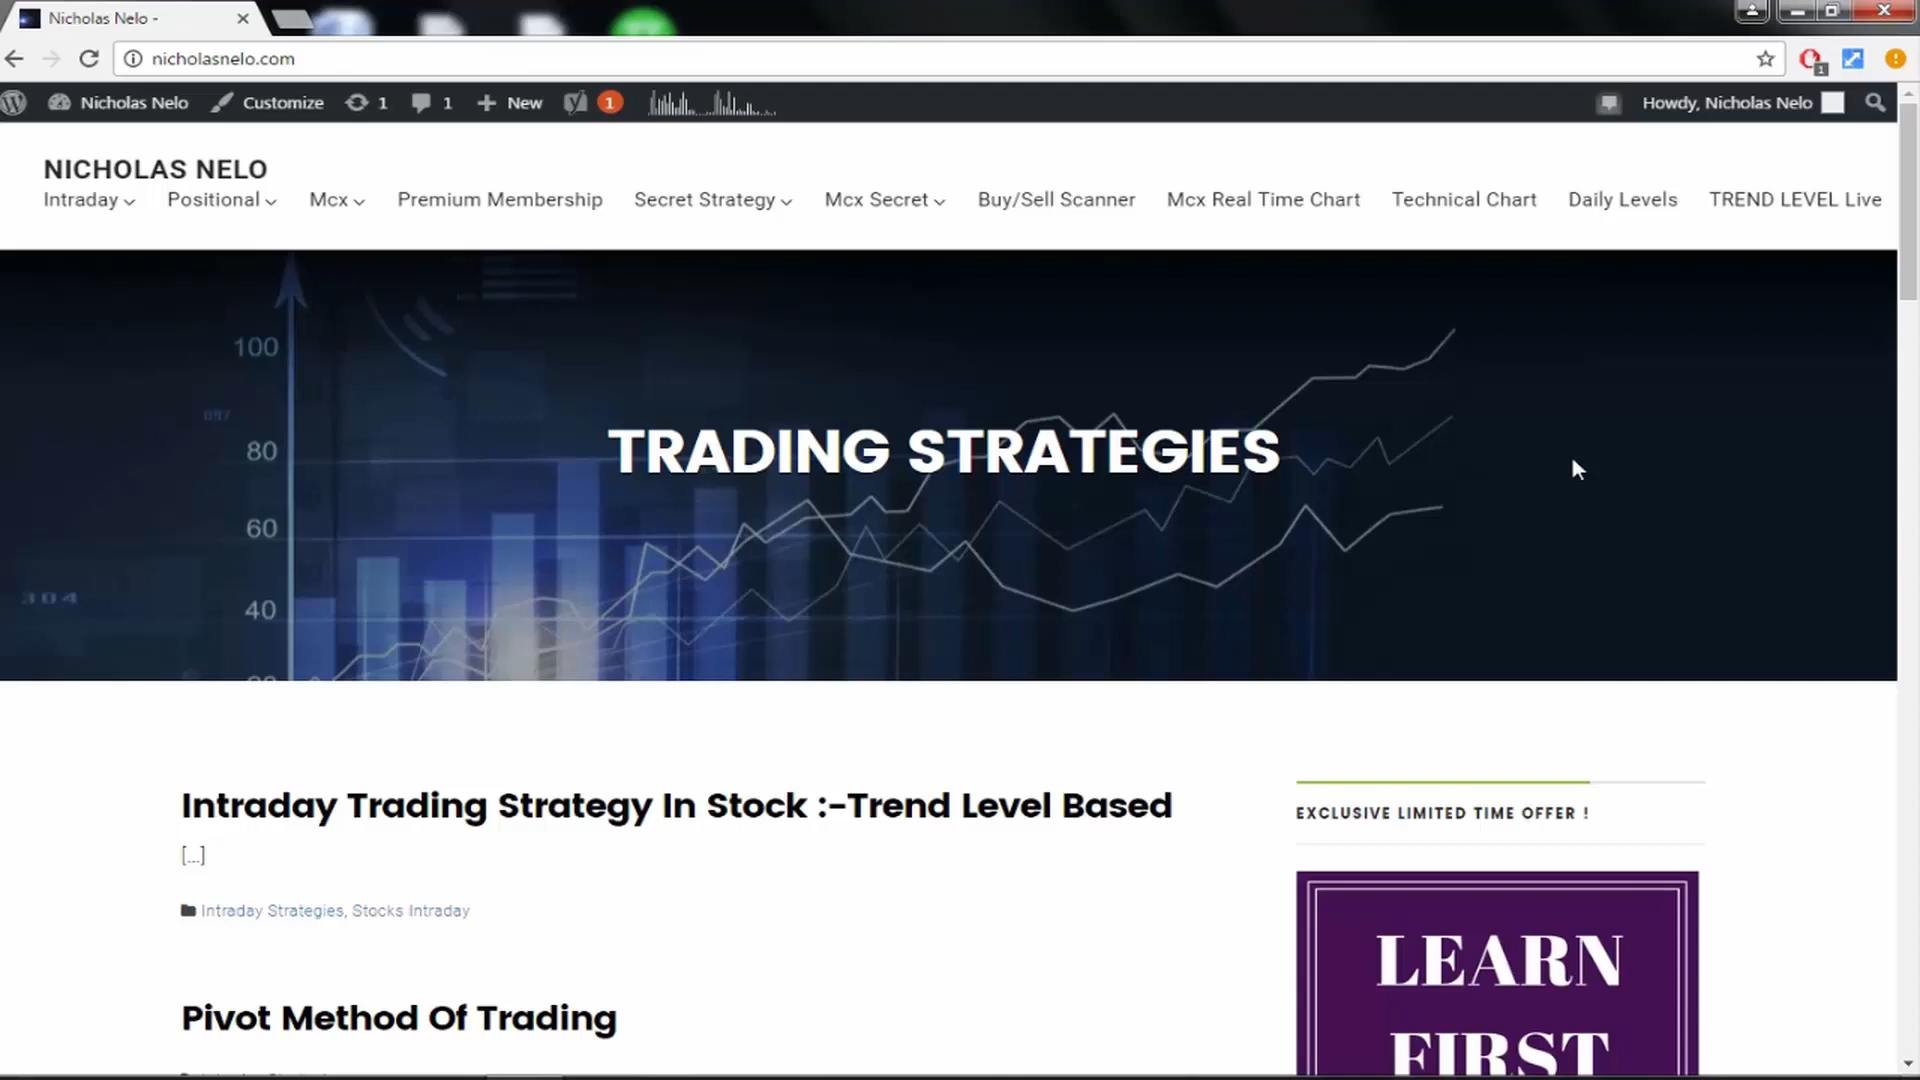 Nicholas Nelo -
nicholasnelo.com
1
Nicholas Nelo Customize 1 1 New 1 Howdy, Nicholas Nelo
NICHOLAS NELO
Intraday Positional Mcx Premium Membership Secret Strategy Mcx Secret Buy/Sell Scanner Mcx Real Time Chart Technical Chart Daily Levels TREND LEVEL Live
100
80
60
40
304
TRADING STRATEGIES
Intraday Trading Strategy In Stock :-Trend Level Based
[...]
Intraday Strategies, Stocks Intraday
Pivot Method Of Trading
EXCLUSIVE LIMITED TIME OFFER !
LEARN
FIRST